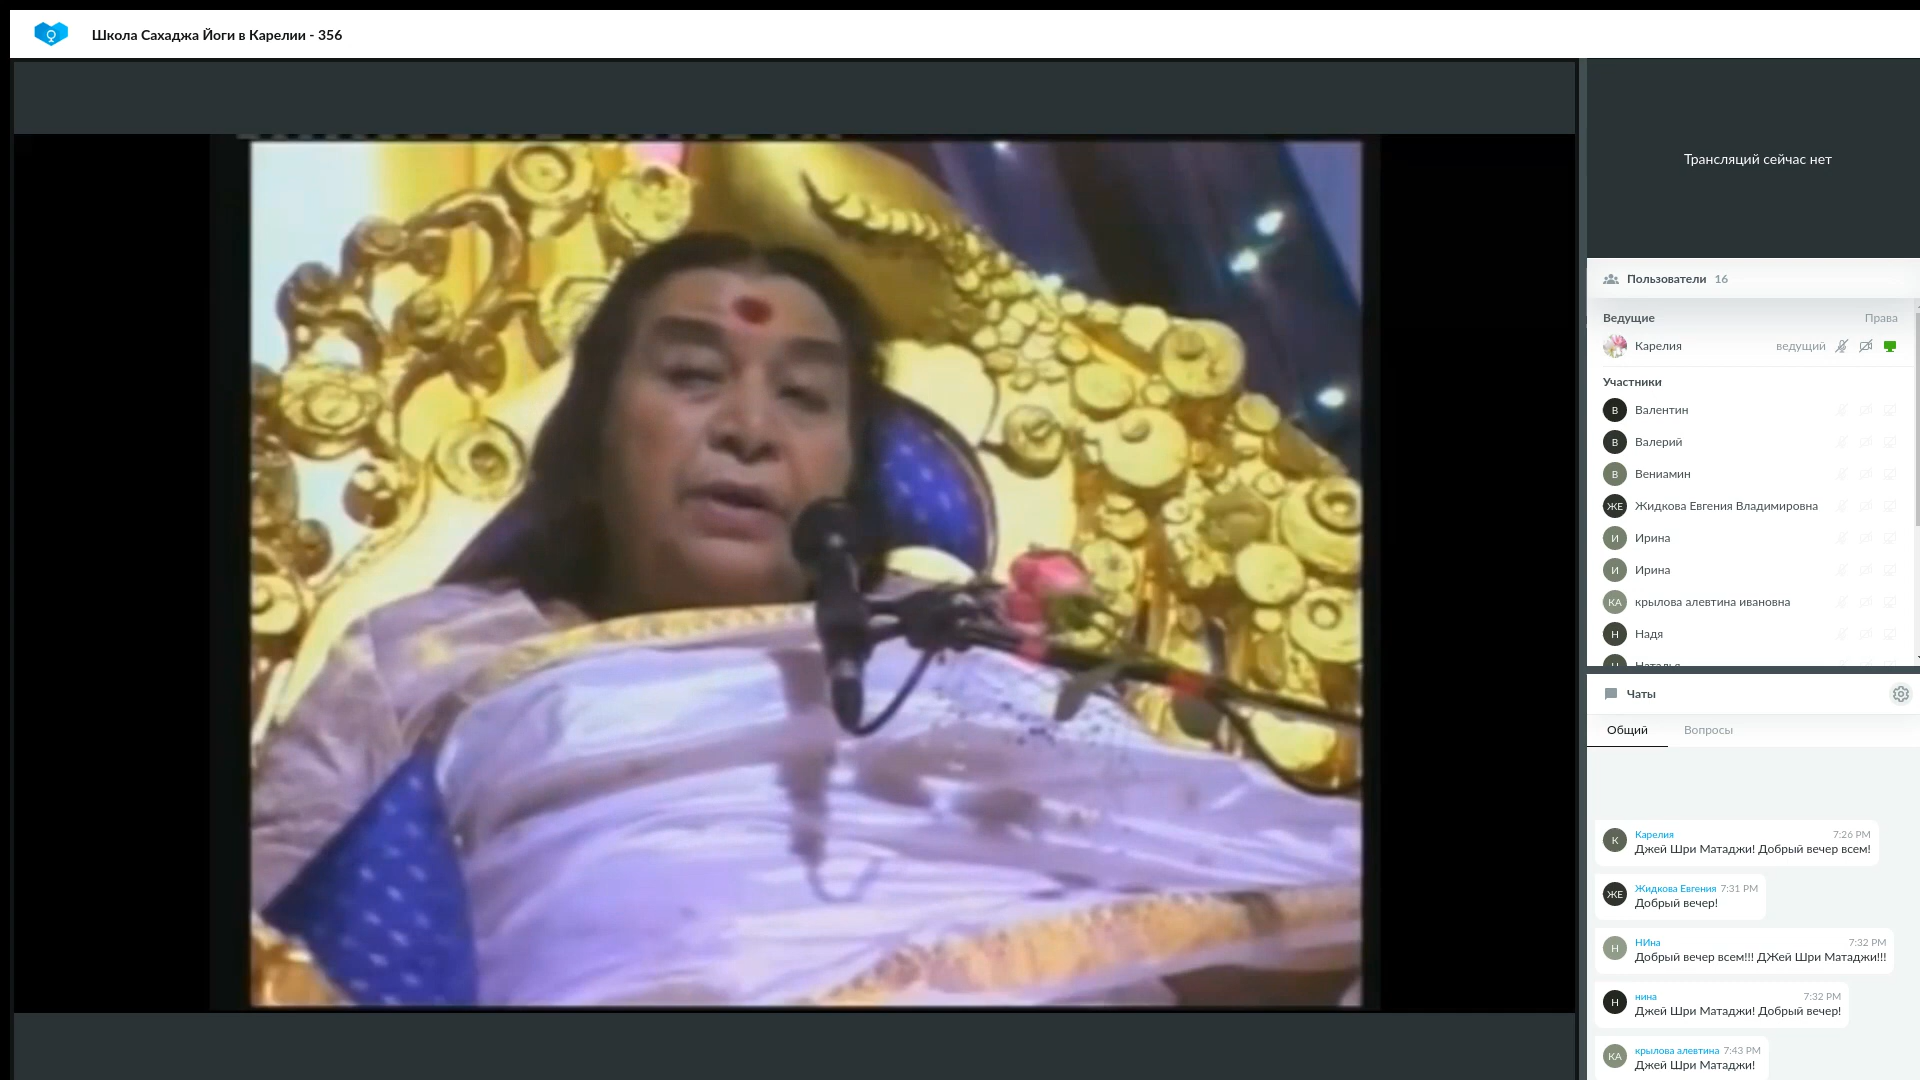 Школа Сахаджа Йоги в Карелии - 356
Трансляций сейчас нет
Пользователи 16
Ведущие Права
Карелия ведущий
Участники
В Валентин
В Валерий
В Вениамин
ЖЕ Жидкова Евгения Владимировна
И Ирина
И Ирина
КА крылова алевтина ивановна
Н Надя
Чаты
Общий Вопросы
Карелия 7:26 PM
К Джей Шри Матаджи! Добрый вечер всем!
Жидкова Евгения 7:31 PM
ЖЕ Добрый вечер!
НИна 7:32 PM
Н Добрый вечер всем!!! ДЖей Шри Матаджи!!!
нина 7:32 PM
Н Джей Шри Матаджи! Добрый вечер!
крылова алевтина 7:43 PM
КА Джей Шри Матаджи!